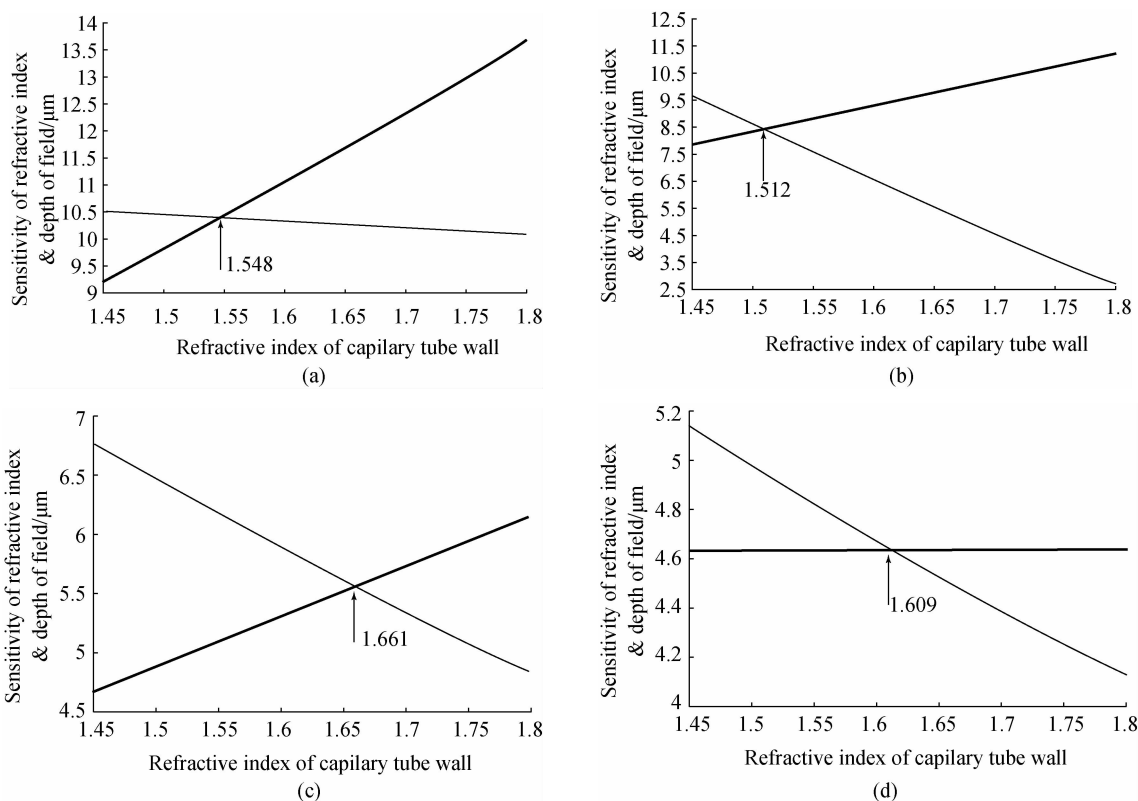 Sensitivity of refractive index
& depth of field/μm
14
13.5
13
12.5
12
11.5
11
10.5
10
9.5
9
1.548
1.45 1.5 1.55 1.6 1.65 1.7 1.75 1.8
Refractive index of capilary tube wall
(a)
Sensitivity of refractive index
& depth of field/μm
12.5
11.5
10.5
9.5
8.5
7.5
6.5
5.5
4.5
3.5
2.5
1.512
1.45 1.5 1.55 1.6 1.65 1.7 1.75 1.8
Refractive index of capilary tube wall
(b)
Sensitivity of refractive index
& depth of field/μm
7
6.5
6
5.5
5
4.5
1.661
1.45 1.5 1.55 1.6 1.65 1.7 1.75 1.8
Refractive index of capilary tube wall
(c)
Sensitivity of refractive index
& depth of field/μm
5.2
5
4.8
4.6
4.4
4.2
4
1.609
1.45 1.5 1.55 1.6 1.65 1.7 1.75 1.8
Refractive index of capilary tube wall
(d)